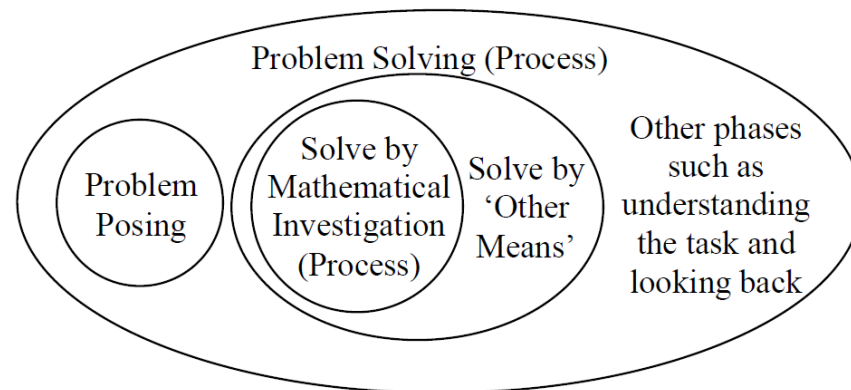 Problem Solving (Process)
Problem
Posing
Solve by
Mathematical
Investigation
(Process)
Solve by
‘Other
Means’
Other phases
such as
understanding
the task and
looking back